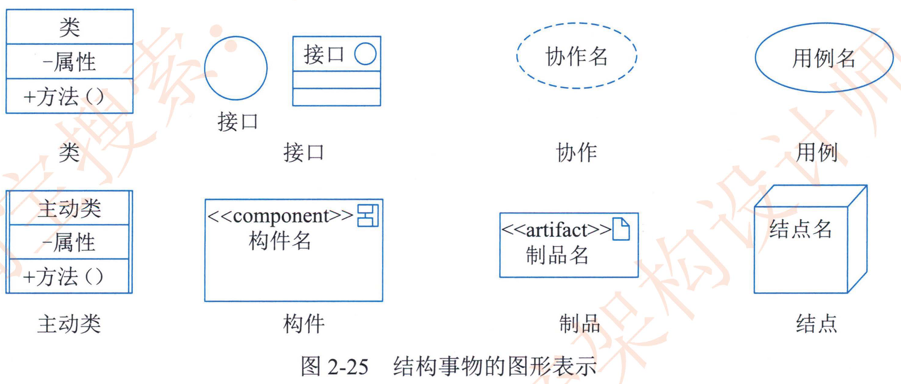 类
-属性
+方法()
类
接口
接口
接口
协作名
协作
用例名
用例
主动类
-属性
+方法()
主动类
<<component>>
构件名
构件
<<artifact>>
制品名
制品
结点名
结点
图 2-25 结构事物的图形表示